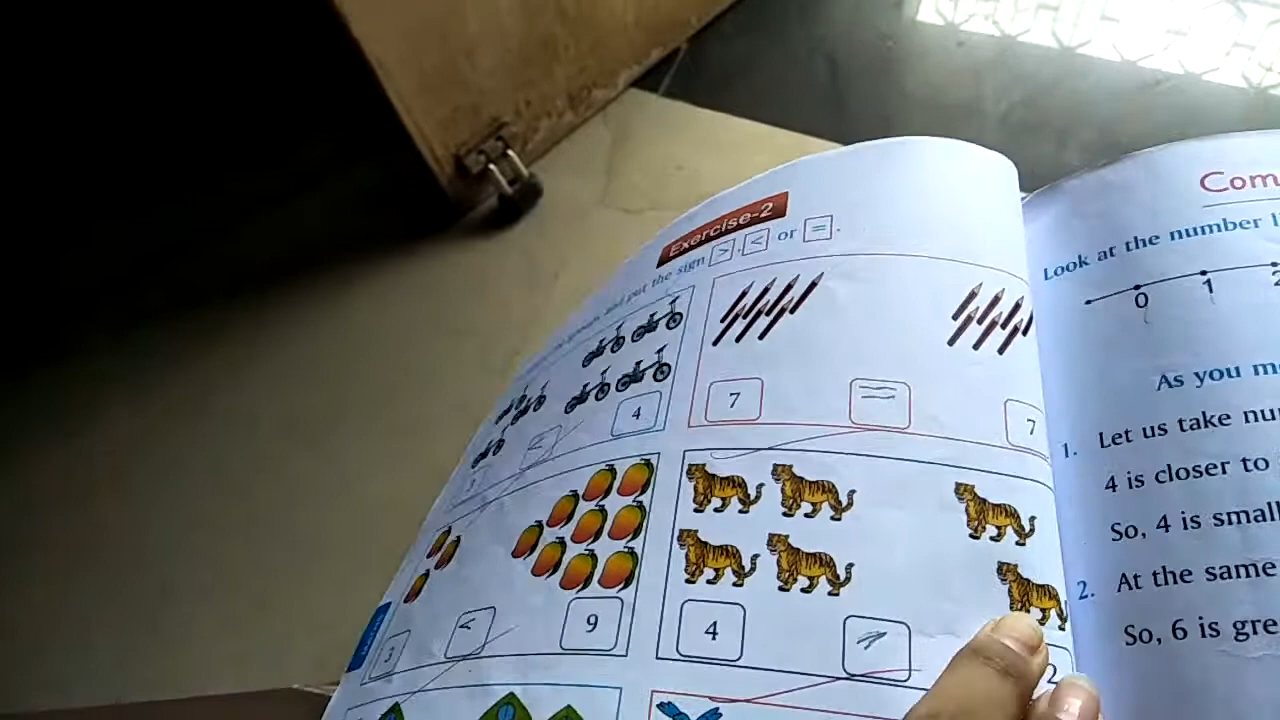 Exercise-2
and put the sign > , < or = .
4
7 = 7
3 < 9
4 > 2
Com
Look at the number l
0 1 2
As you m
1. Let us take nu
4 is closer to
So, 4 is small
2. At the same
So, 6 is gre